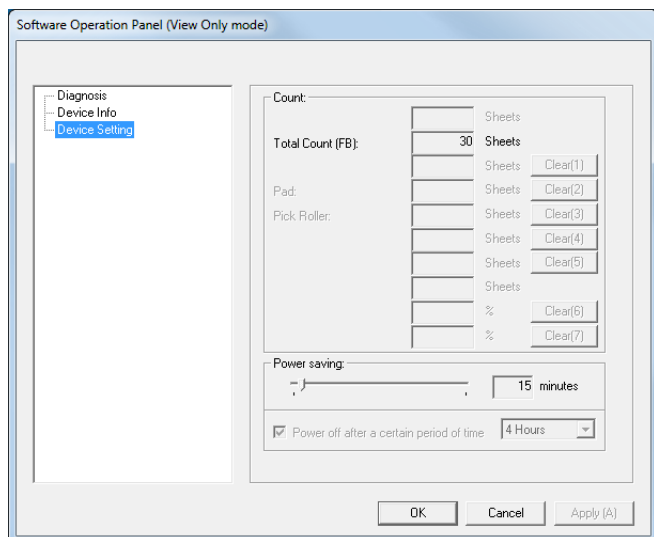 Software Operation Panel (View Only mode)
Diagnosis
Device Info
Device Setting
Count:
Sheets
Total Count (FB): 30 Sheets
Sheets Clear(1)
Pad: Sheets Clear(2)
Pick Roller: Sheets Clear(3)
Sheets Clear(4)
Sheets Clear(5)
Sheets
% Clear(6)
% Clear(7)
Power saving:
15 minutes
Power off after a certain period of time 4 Hours
OK Cancel Apply (A)